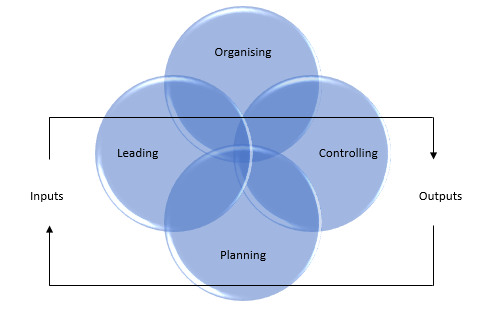 Organising
Leading
Controlling
Inputs
Outputs
Planning